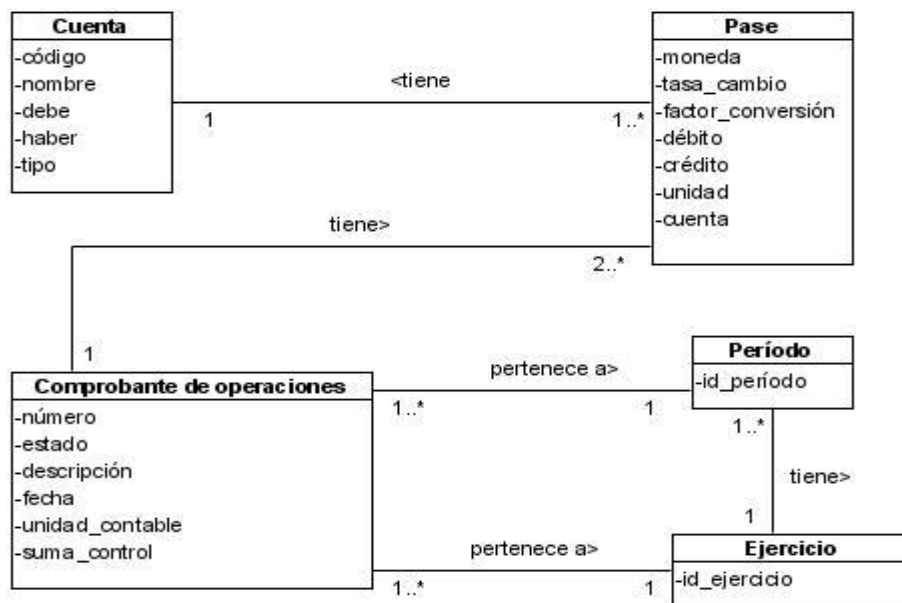 Cuenta
-código
-nombre
-debe
-haber
-tipo
<tiene
1
1..*
Pase
-moneda
-tasa_cambio
-factor_conversión
-débito
-crédito
-unidad
-cuenta
tiene>
2..*
1
Comprobante de operaciones
-número
-estado
-descripción
-fecha
-unidad_contable
-suma_control
pertenece a>
1..*
1
Período
-id_período
1..*
tiene>
1
pertenece a>
1..*
1
Ejercicio
-id_ejercicio